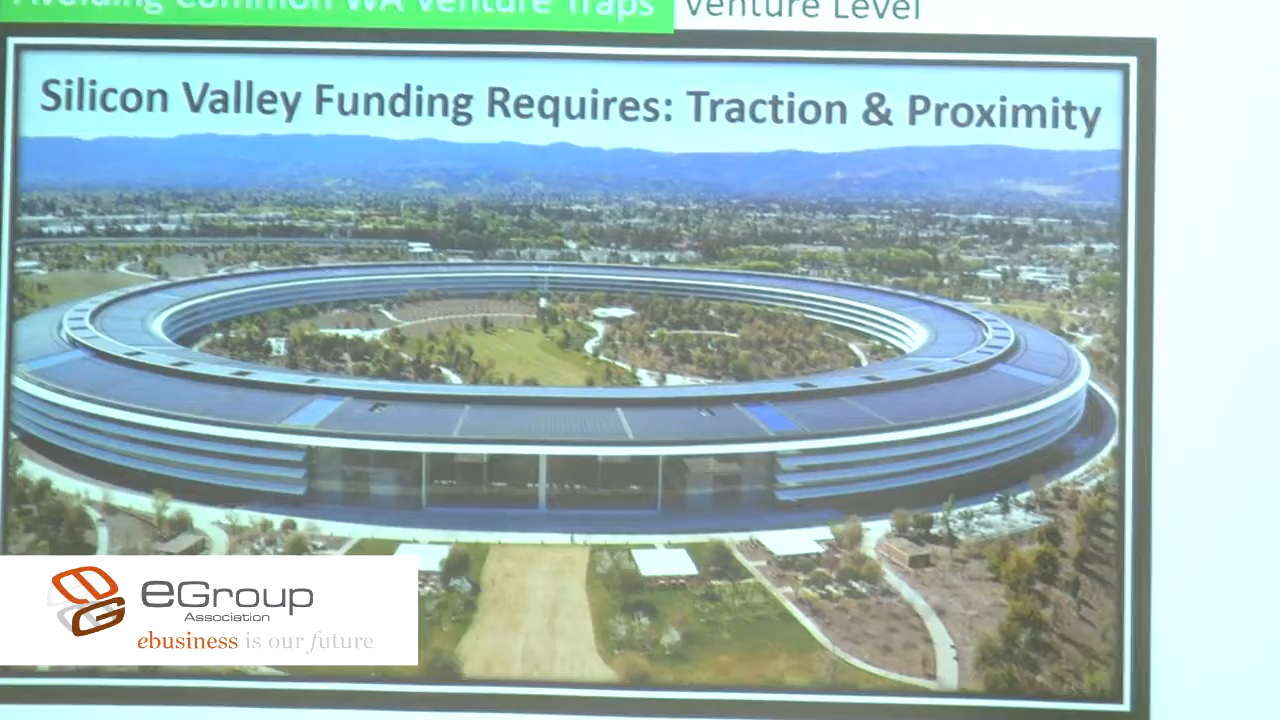 Avoiding Common WA Venture Traps Venture Level
Silicon Valley Funding Requires: Traction & Proximity
eGroup
Association
ebusiness is our future